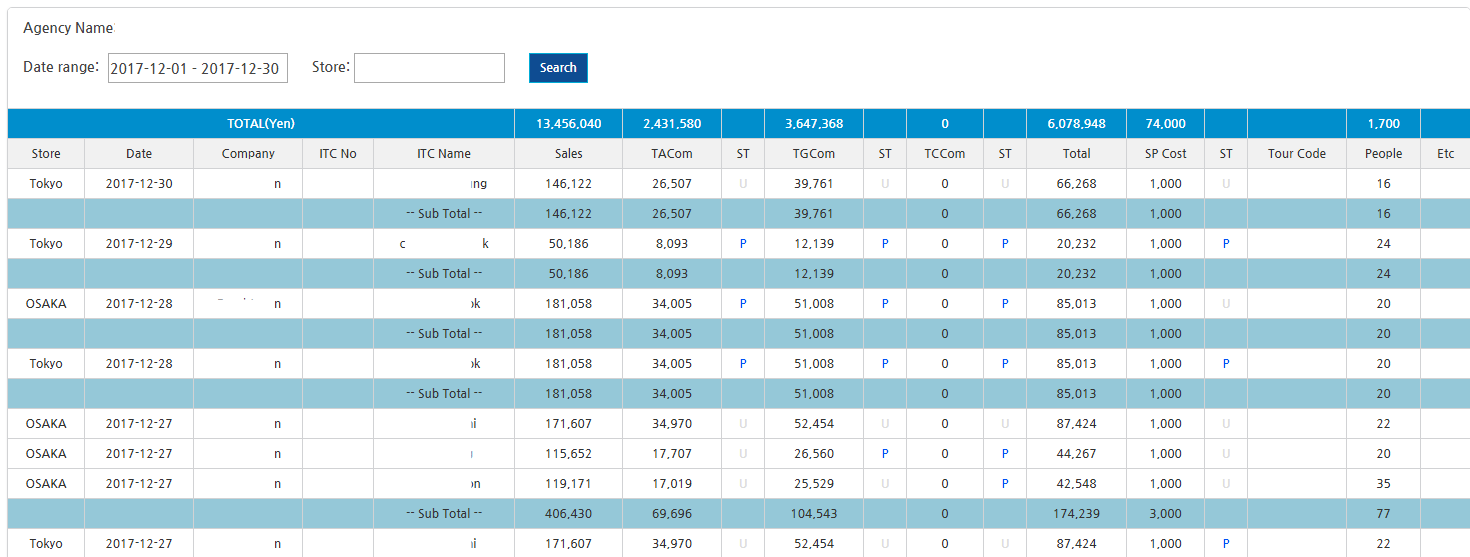 Agency Name:
Date range: 2017-12-01 - 2017-12-30 Store: Search
TOTAL(Yen) 13,456,040 2,431,580 3,647,368 0 6,078,948 74,000 1,700
Store Date Company ITC No ITC Name Sales TACom ST TGCom ST TCCom ST Total SP Cost ST Tour Code People Etc
Tokyo 2017-12-30 n ng 146,122 26,507 U 39,761 U 0 U 66,268 1,000 U 16
-- Sub Total -- 146,122 26,507 39,761 0 66,268 1,000 16
Tokyo 2017-12-29 n c k 50,186 8,093 P 12,139 P 0 P 20,232 1,000 P 24
-- Sub Total -- 50,186 8,093 12,139 0 20,232 1,000 24
OSAKA 2017-12-28 n ok 181,058 34,005 P 51,008 P 0 P 85,013 1,000 U 20
-- Sub Total -- 181,058 34,005 51,008 0 85,013 1,000 20
Tokyo 2017-12-28 n ok 181,058 34,005 P 51,008 P 0 P 85,013 1,000 P 20
-- Sub Total -- 181,058 34,005 51,008 0 85,013 1,000 20
OSAKA 2017-12-27 n i 171,607 34,970 U 52,454 U 0 U 87,424 1,000 U 22
OSAKA 2017-12-27 n 115,652 17,707 U 26,560 P 0 P 44,267 1,000 U 20
OSAKA 2017-12-27 n on 119,171 17,019 U 25,529 U 0 P 42,548 1,000 U 35
-- Sub Total -- 406,430 69,696 104,543 0 174,239 3,000 77
Tokyo 2017-12-27 n i 171,607 34,970 U 52,454 U 0 U 87,424 1,000 P 22